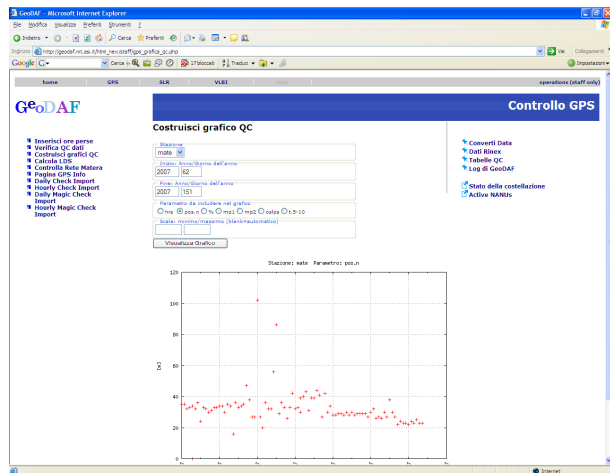 GeoDAF - Microsoft Internet Explorer
File Modifica Visualizza Preferiti Strumenti ?
Indietro Cerca Preferiti
Indirizzo http://geodaf.mt.asi.it/html_new/staff/gps_grafica_qc.php Vai Collegamenti
Google G Cerca 17 bloccati Traduci Impostazioni
home GPS SLR VLBI operations (staff only)
GeoDAF
Controllo GPS
Inserisci ore perse
Verifica QC dati
Costruisci grafici QC
Calcola LDS
Controlla Rete Matera
Pagina GPS Info
Daily Check Import
Hourly Check Import
Daily Magic Check
Import
Hourly Magic Check
Import
Costruisci grafico QC
Stazione
mate
Inizio: Anno/Giorno dell'anno
2007 62
Fine: Anno/Giorno dell'anno
2007 151
Parametro da includere nel grafico
hrs pos.n % mp1 mp2 oslps t.5-10
Scala: minimo/massimo (blank=automatico)
Visualizza Grafico
Converti Data
Dati Rinex
Tabelle QC
Log di GeoDAF
Stato della costellazione
Active NANUs
Stazione: mate Parametro: pos.n
120
100
80
60
40
20
0
[m]
Internet